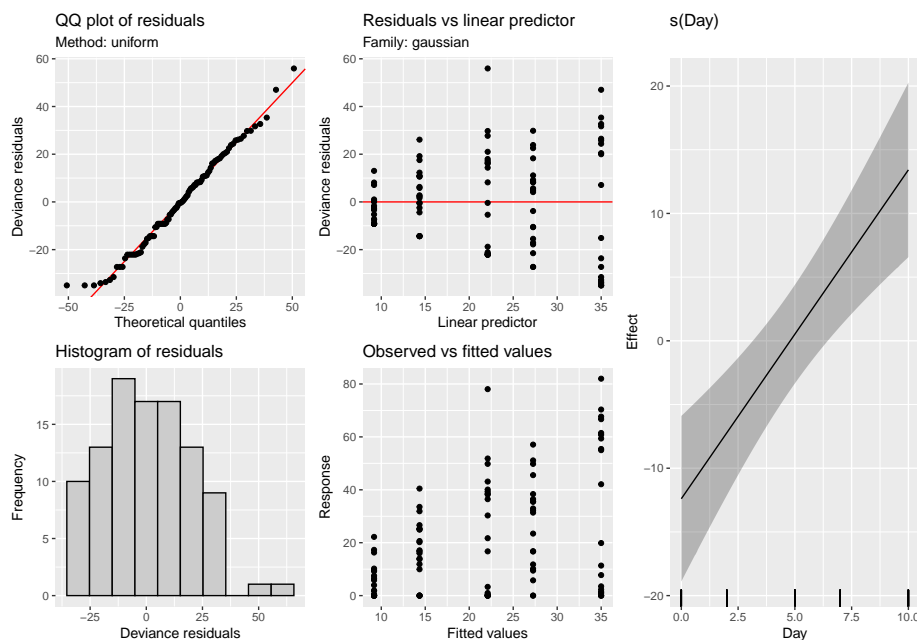 QQ plot of residuals
Method: uniform
60
40
20
0
−20
−50
−25
0
25
50
Theoretical quantiles
Deviance residuals
Residuals vs linear predictor
Family: gaussian
60
40
20
0
−20
10
15
20
25
30
35
Linear predictor
Deviance residuals
Histogram of residuals
15
10
5
0
−25
0
25
50
Deviance residuals
Frequency
Observed vs fitted values
80
60
40
20
0
10
15
20
25
30
35
Fitted values
Response
s(Day)
20
10
0
−10
−20
0.0
2.5
5.0
7.5
10.0
Day
Effect